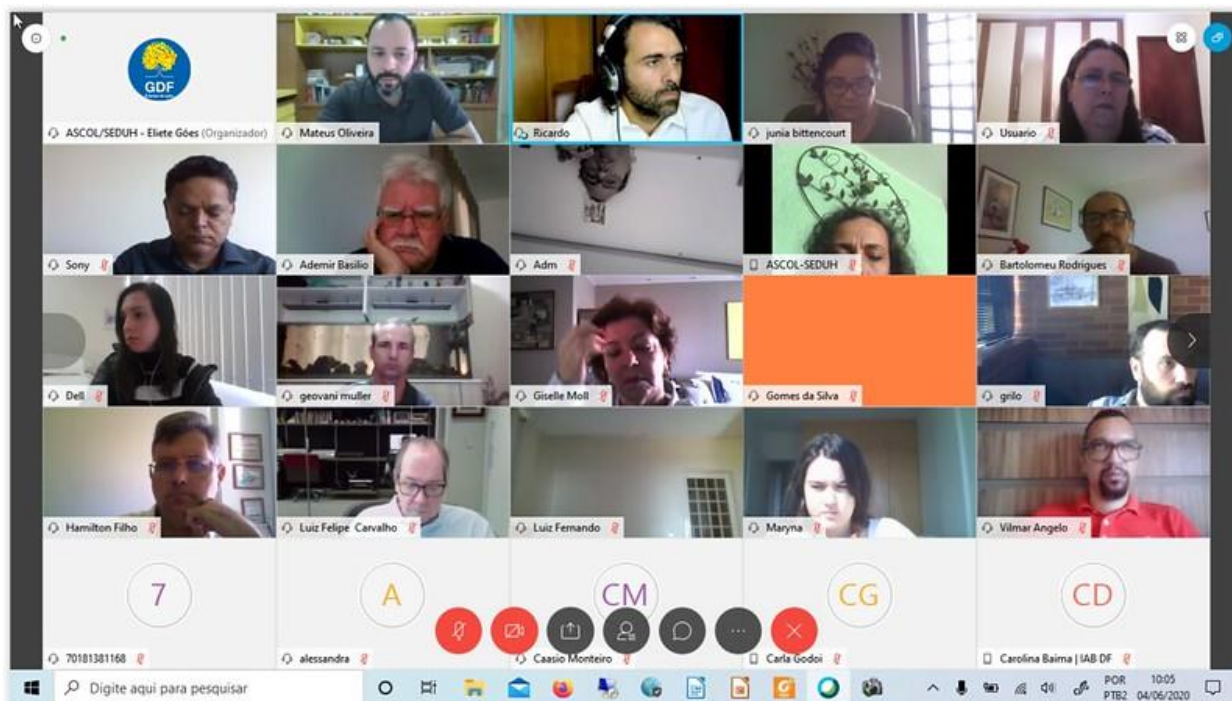 GDF
ASCOL/SEDUH - Eliete Góes (Organizador)
Mateus Oliveira
Ricardo
junia bittencourt
Usuario
Sony
Ademir Basilio
Adm
ASCOL-SEDUH
Bartolomeu Rodrigues
Dell
geovani muller
Giselle Moll
Gomes da Silva
grilo
Hamilton Filho
Luiz Felipe Carvalho
Luiz Fernando
Maryna
Vilmar Angelo
7
A
CM
CG
CD
70181381168
alessandra
Caasio Monteiro
Carla Godoi
Carolina Baima | IAB DF
Digite aqui para pesquisar
POR
PTB2
10:05
04/06/2020